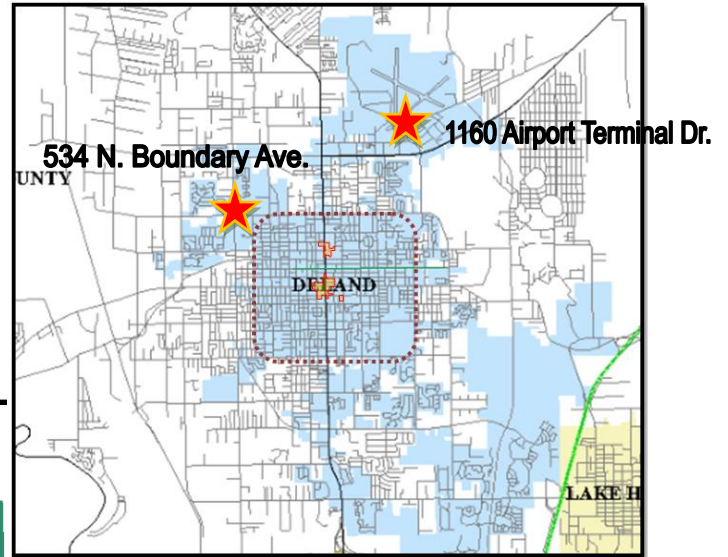 1160 Airport Terminal Dr.
534 N. Boundary Ave.
UNTY
DELAND
LAKE H